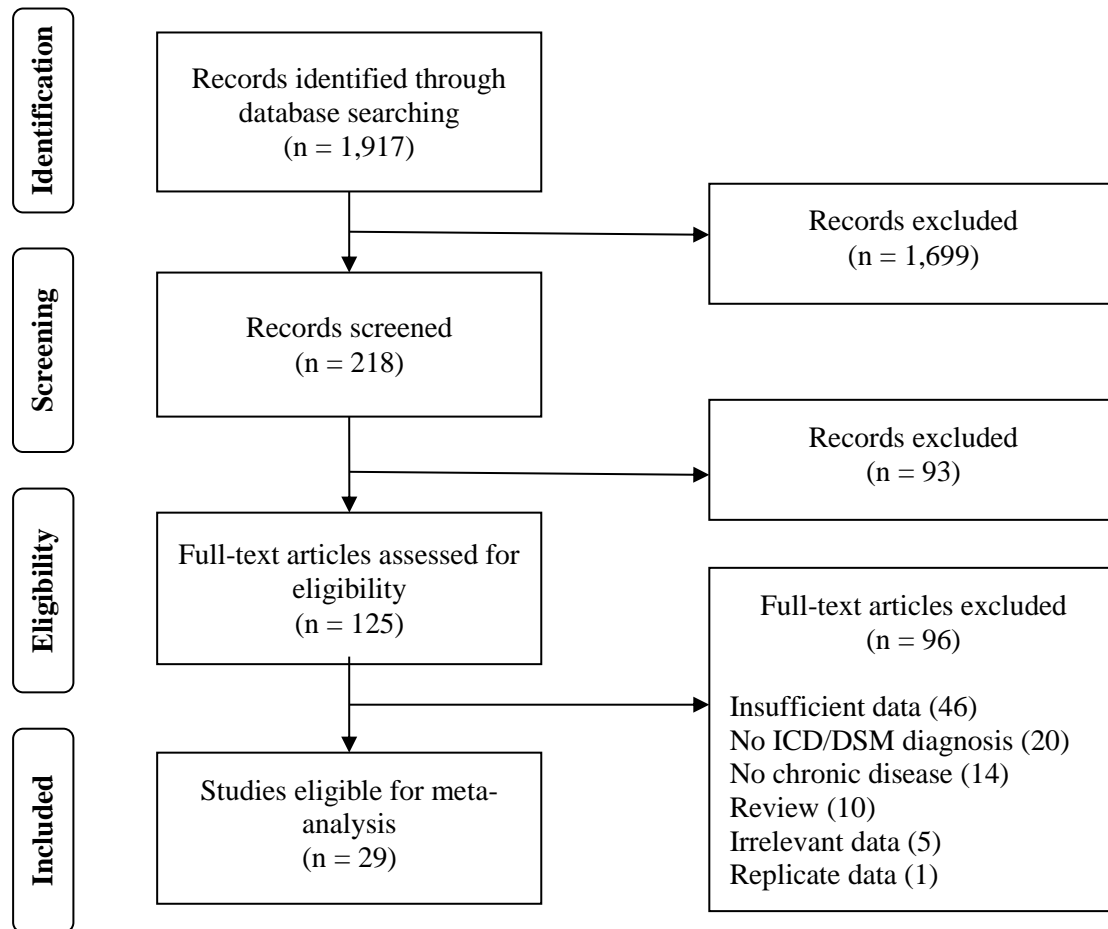 Identification
Records identified through
database searching
(n = 1,917)
Records excluded
(n = 1,699)
Screening
Records screened
(n = 218)
Records excluded
(n = 93)
Eligibility
Full-text articles assessed for
eligibility
(n = 125)
Full-text articles excluded
(n = 96)
Insufficient data (46)
No ICD/DSM diagnosis (20)
No chronic disease (14)
Review (10)
Irrelevant data (5)
Replicate data (1)
Included
Studies eligible for meta-
analysis
(n = 29)